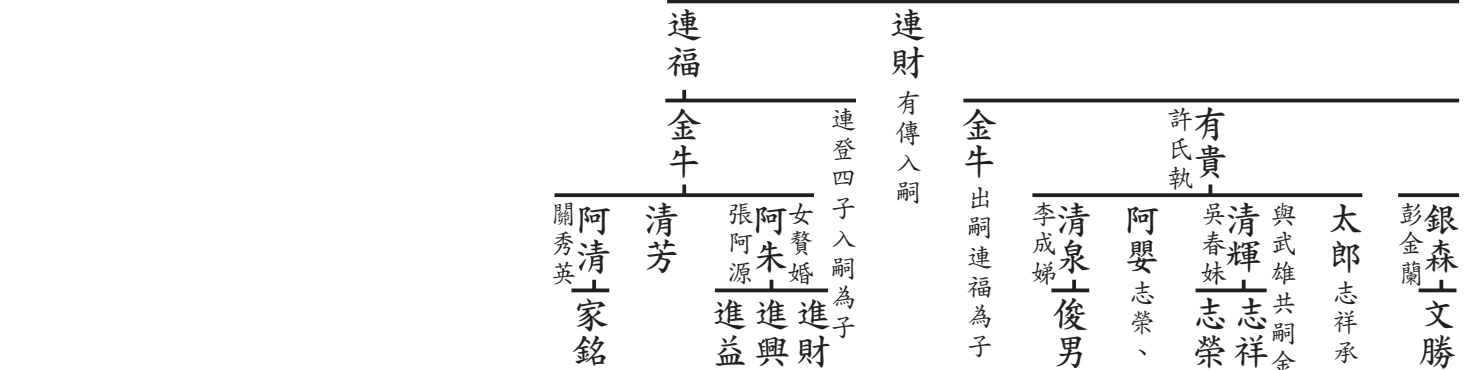 連財
有傳入嗣
連福
銀森
彭金蘭
有貴
許氏執
金牛
出嗣連福為子
連登四子入嗣為子
金牛
太郎
志祥承
與武雄共嗣金
清輝
吳春妹
阿嬰
志榮、
清泉
李成娣
女贅婚
阿朱
張阿源
清芳
阿清
關秀英
文勝
志祥
志榮
俊男
進財
進興
進益
家銘